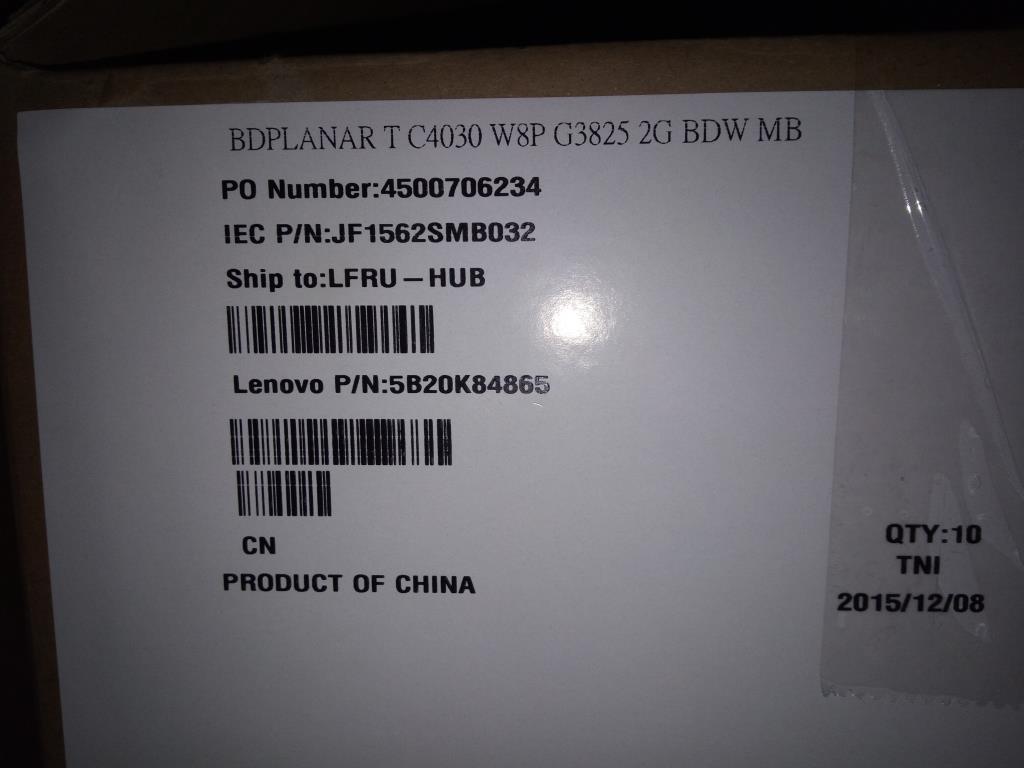 BDPLANAR T C4030 W8P G3825 2G BDW MB
PO Number:4500706234
IEC P/N:JF1562SMB032
Ship to:LFRU-HUB
Lenovo P/N:5B20K84865
CN
PRODUCT OF CHINA
QTY:10
TNI
2015/12/08